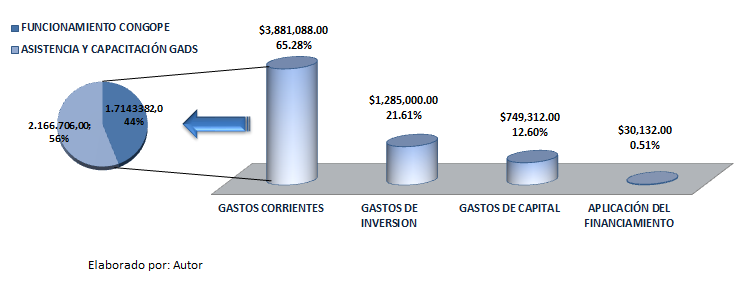 FUNCIONAMIENTO CONGOPE
ASISTENCIA Y CAPACITACIÓN GADS
1.7143382,0
44%
2.166.706,00;
56%
$3,881,088.00
65.28%
$1,285,000.00
21.61%
$749,312.00
12.60%
$30,132.00
0.51%
GASTOS CORRIENTES
GASTOS DE
INVERSION
GASTOS DE CAPITAL
APLICACIÓN DEL
FINANCIAMIENTO
Elaborado por: Autor